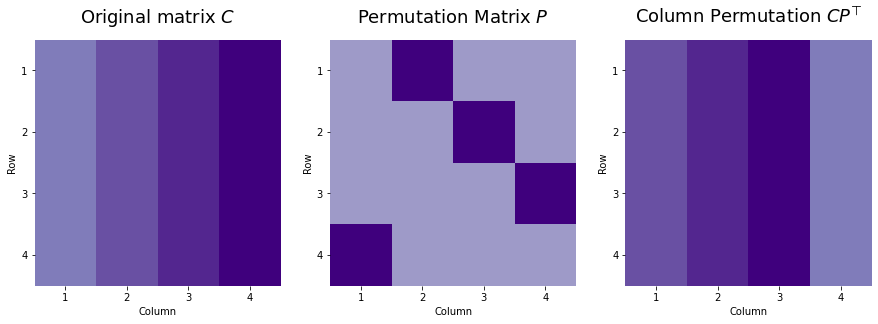 Original matrix C
Permutation Matrix P
Column Permutation CP⊤
Row
1
2
3
4
1 2 3 4
Column
Row
1
2
3
4
1 2 3 4
Column
Row
1
2
3
4
1 2 3 4
Column